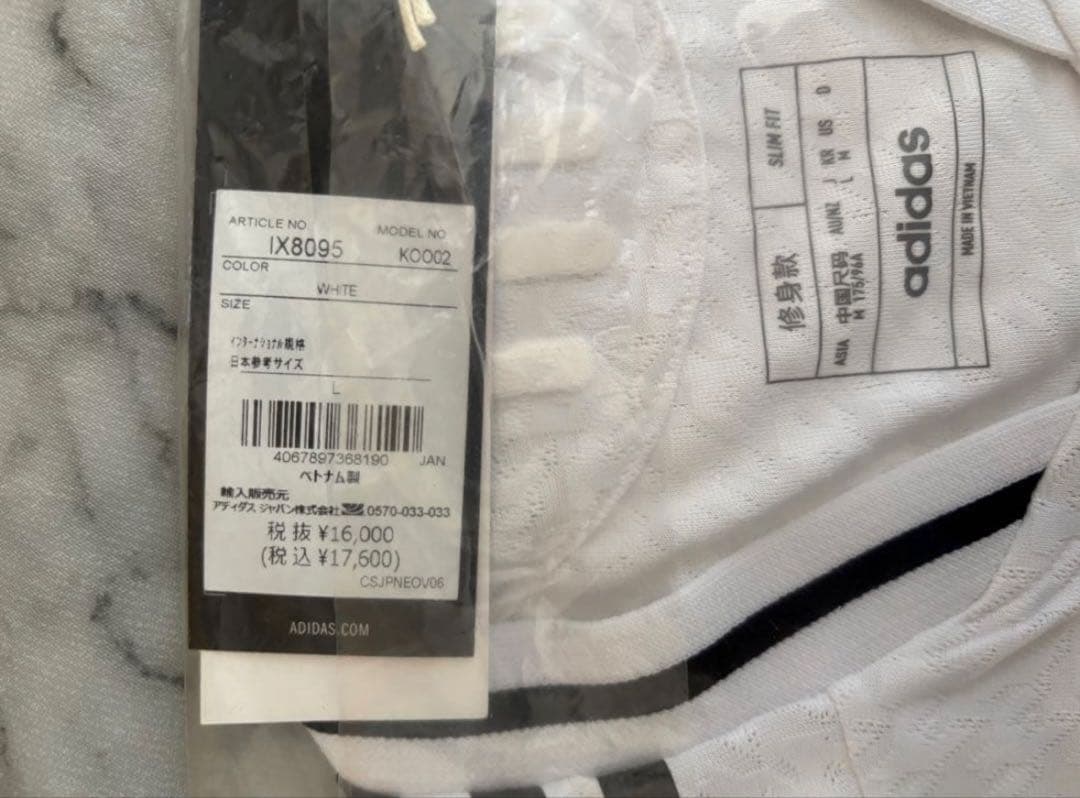 ARTICLE NO
MODEL NO
IX8095
KOO02
COLOR
WHITE
SIZE
インターナショナル規格
日本参考サイズ
L
4067897368190 JAN
ベトナム製
輸入販売元
アディダス ジャパン株式会社 0570-033-033
税抜 ¥16,000
(税込 ¥17,600)
CSJPNEOV06
ADIDAS.COM
修身款
SLIM FIT
ASIA 中国尺码 AU/NZ J KR US D
M M 175/96A L M
adidas
MADE IN VIETNAM